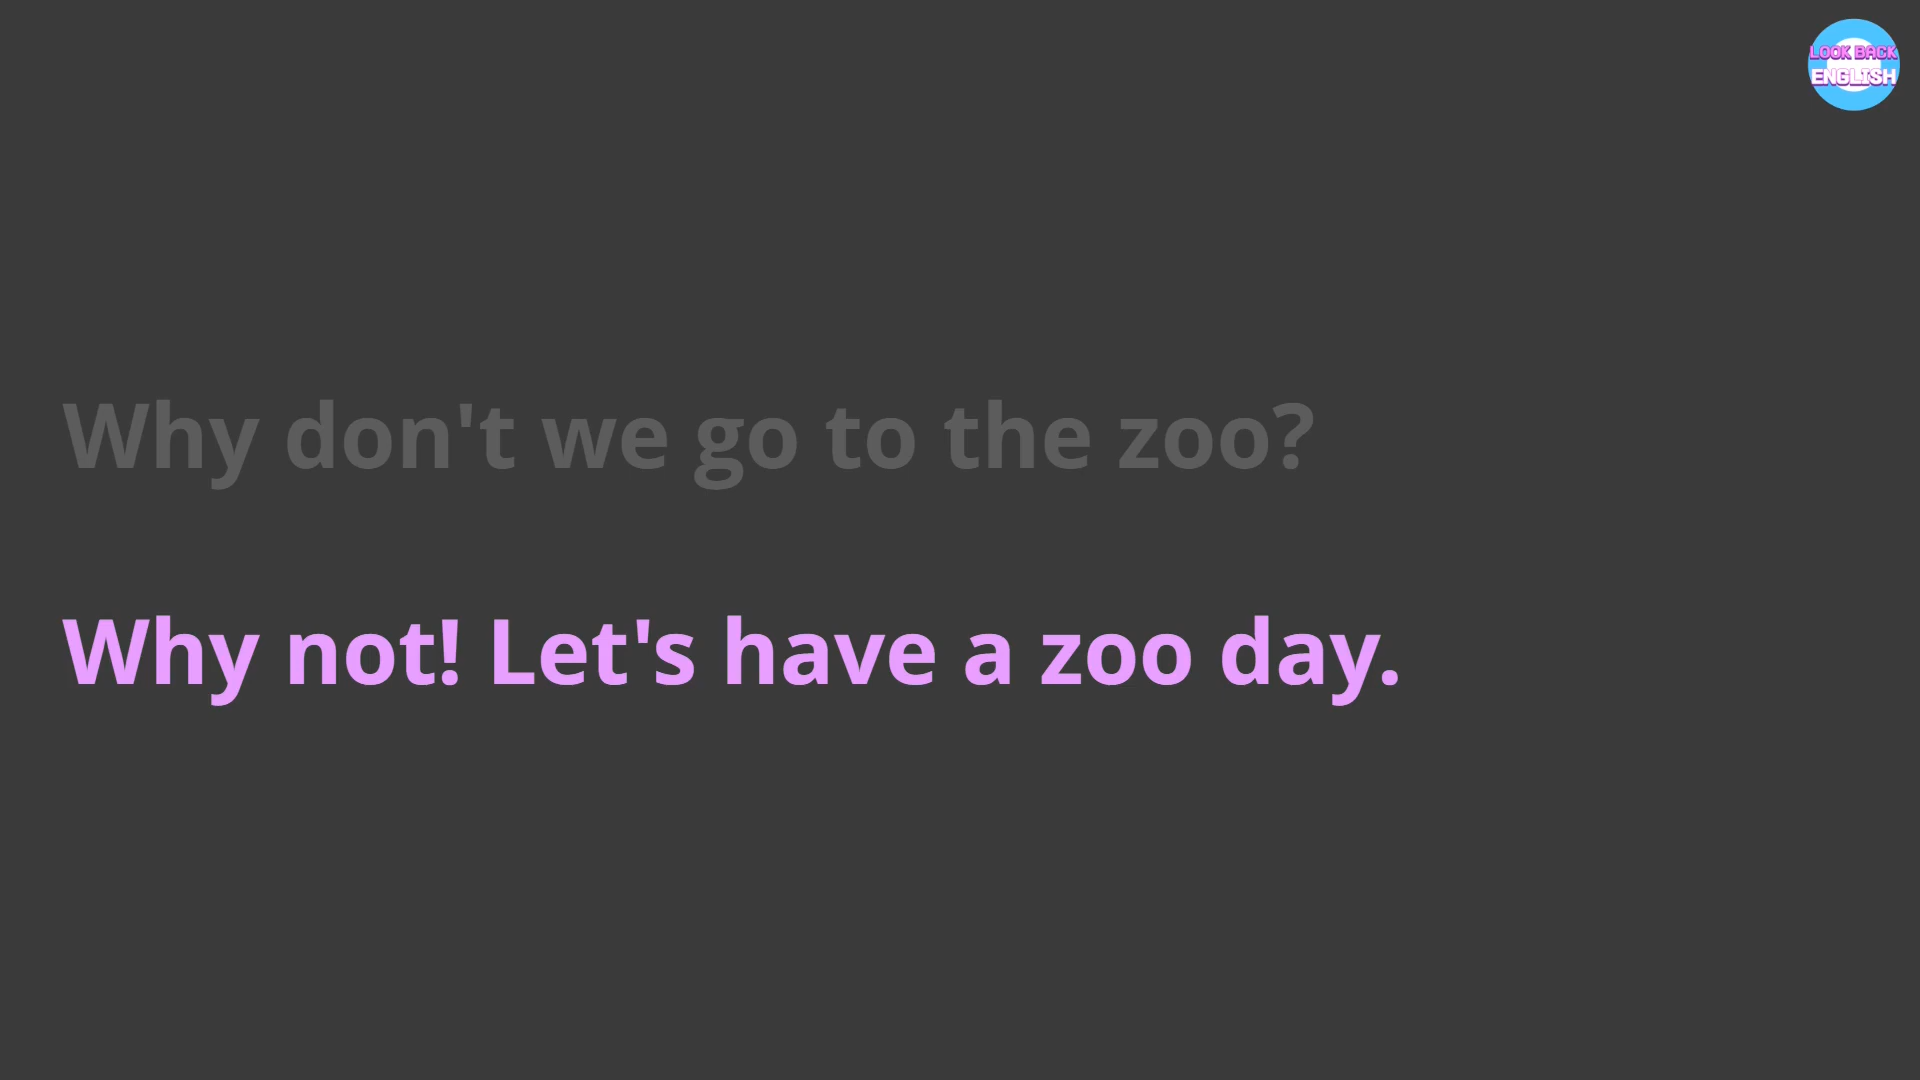 LOOK BACK
ENGLISH
Why don't we go to the zoo?
Why not! Let's have a zoo day.